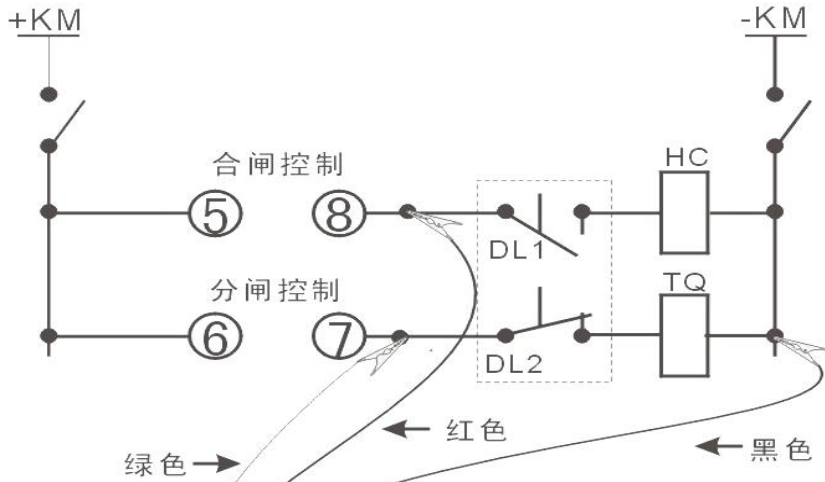 +KM
-KM
合闸控制
HC
⑤
⑧
DL1
分闸控制
TQ
⑥
⑦
DL2
红色
绿色
黑色